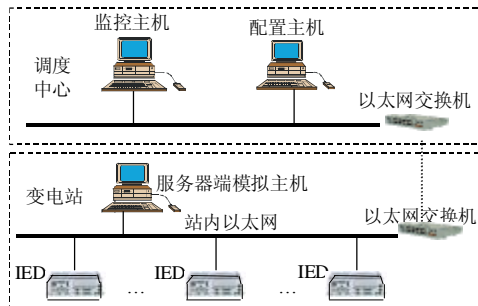 监控主机
配置主机
调度
中心
以太网交换机
变电站
服务器端模拟主机
站内以太网
以太网交换机
IED
…
IED
…
IED